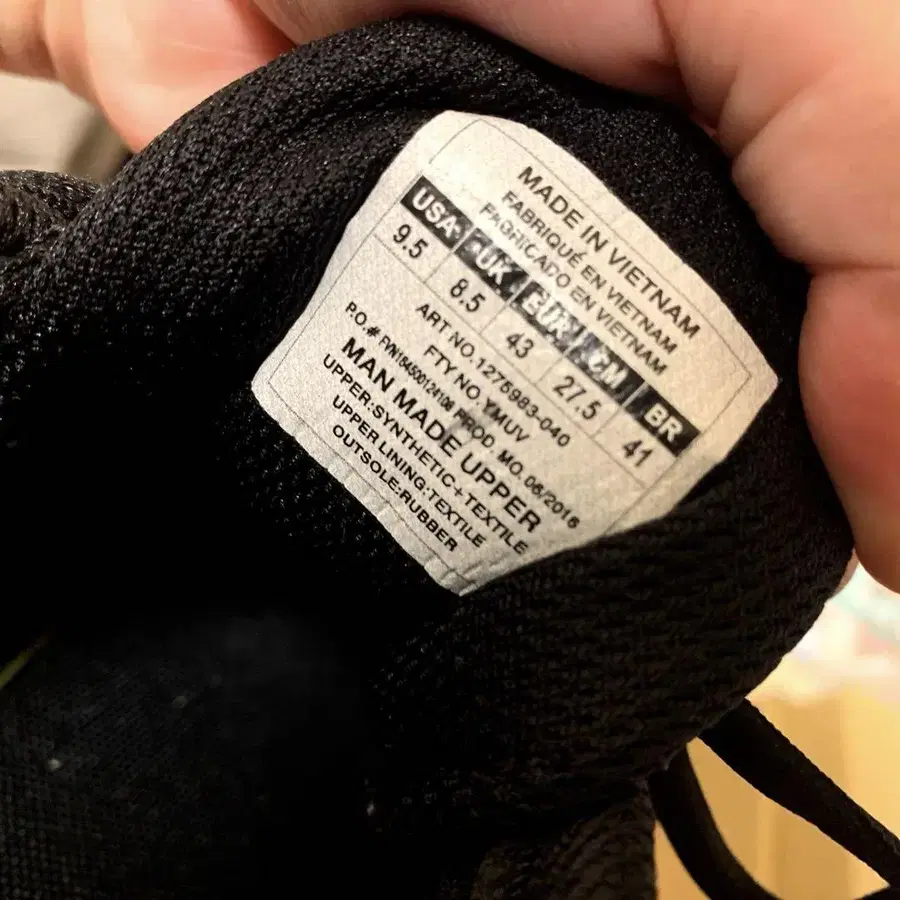 MADE IN VIETNAM
FABRIQUÉ EN VIETNAM
FABRICADO EN VIETNAM
USA UK EUR CM BR
9.5 8.5 43 27.5 41
ART NO.1275983-040
FTY NO.YMUV
P.O.# PROD. MO.06/2016
MAN MADE UPPER
UPPER:SYNTHETIC+TEXTILE
UPPER LINING:TEXTILE
OUTSOLE:RUBBER